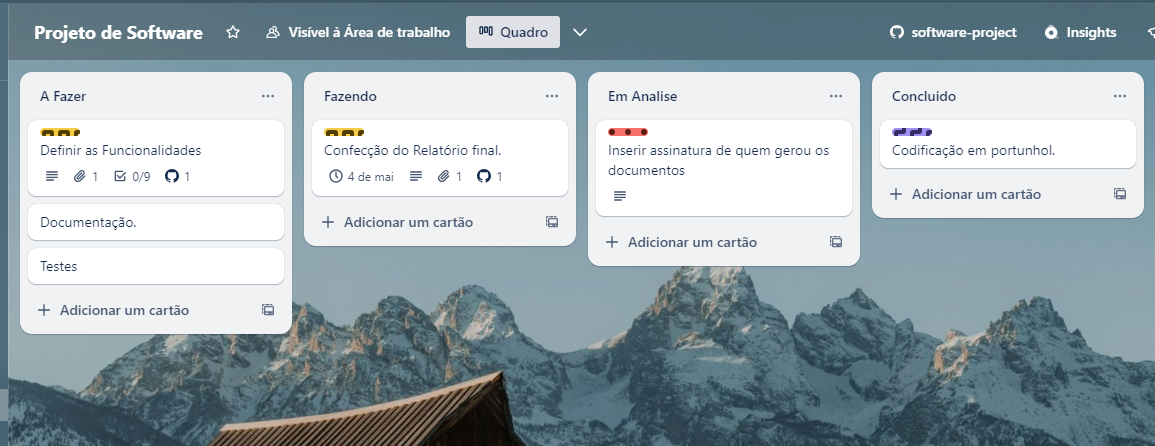 Projeto de Software
Visível à Área de trabalho
Quadro
software-project
Insights
A Fazer
Definir as Funcionalidades
1
0/9
1
Documentação.
Testes
Adicionar um cartão
Fazendo
Confecção do Relatório final.
4 de mai
1
1
Adicionar um cartão
Em Analise
Inserir assinatura de quem gerou os
documentos
Adicionar um cartão
Concluido
Codificação em portunhol.
Adicionar um cartão